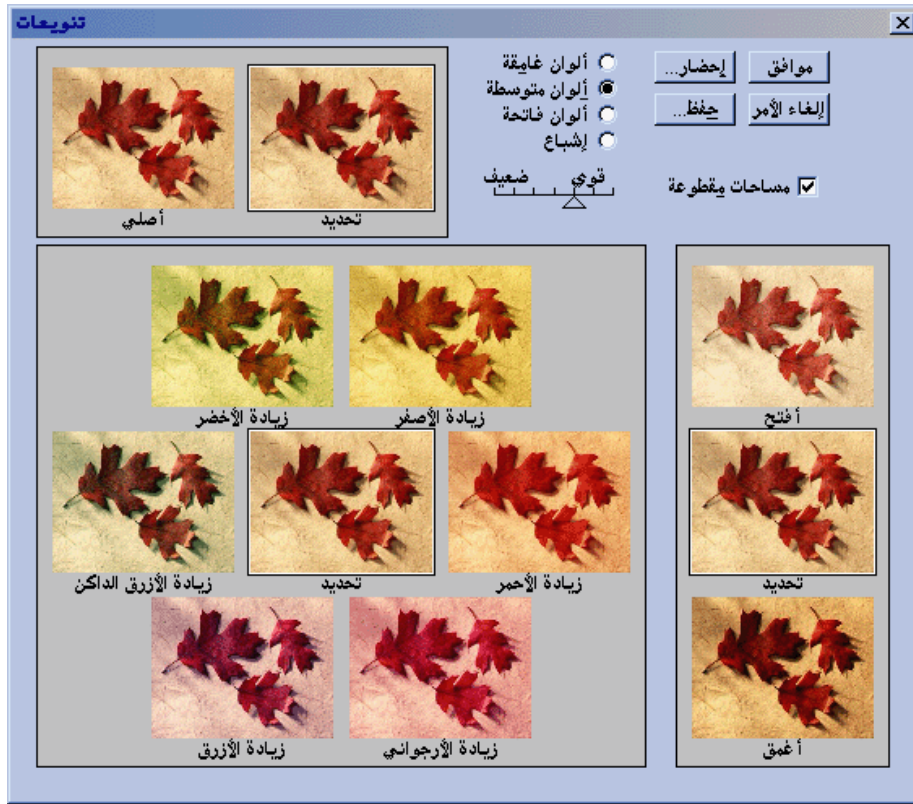 تنويعات
موافق
إحضار...
إلغاء الأمر
حفظ...
مساحات مقطوعة
ألوان غامقة
ألوان متوسطة
ألوان فاتحة
إشباع
قوي ضعيف
تحديد
أصلي
زيادة الأصفر
زيادة الأخضر
زيادة الأحمر
تحديد
زيادة الأزرق الداكن
زيادة الأرجواني
زيادة الأزرق
أفتح
تحديد
أغمق